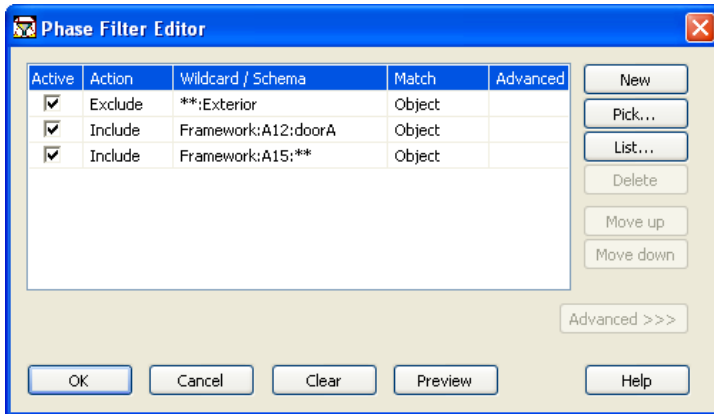 Phase Filter Editor
Active Action Wildcard / Schema Match Advanced
Exclude **:Exterior Object
Include Framework:A12:doorA Object
Include Framework:A15:** Object
New
Pick...
List...
Delete
Move up
Move down
Advanced >>>
OK Cancel Clear Preview Help